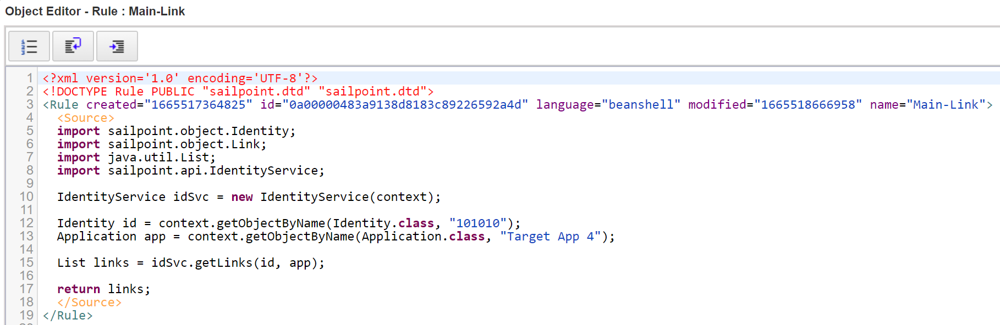 Object Editor - Rule : Main-Link
1 <?xml version='1.0' encoding='UTF-8'?>
2 <!DOCTYPE Rule PUBLIC "sailpoint.dtd" "sailpoint.dtd">
3 <Rule created="1665517364825" id="0a00000483a9138d8183c89226592a4d" language="beanshell" modified="1665518666958" name="Main-Link">
4 <Source>
5 import sailpoint.object.Identity;
6 import sailpoint.object.Link;
7 import java.util.List;
8 import sailpoint.api.IdentityService;
9
10 IdentityService idSvc = new IdentityService(context);
11
12 Identity id = context.getObjectByName(Identity.class, "101010");
13 Application app = context.getObjectByName(Application.class, "Target App 4");
14
15 List links = idSvc.getLinks(id, app);
16
17 return links;
18 </Source>
19 </Rule>